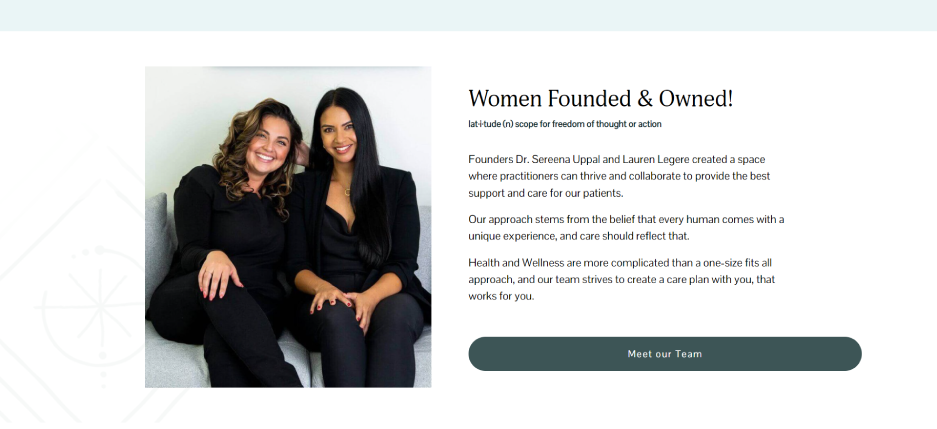 Women Founded & Owned!
lat·i·tude (n) scope for freedom of thought or action
Founders Dr. Sereena Uppal and Lauren Legere created a space
where practitioners can thrive and collaborate to provide the best
support and care for our patients.
Our approach stems from the belief that every human comes with a
unique experience, and care should reflect that.
Health and Wellness are more complicated than a one-size fits all
approach, and our team strives to create a care plan with you, that
works for you.
Meet our Team